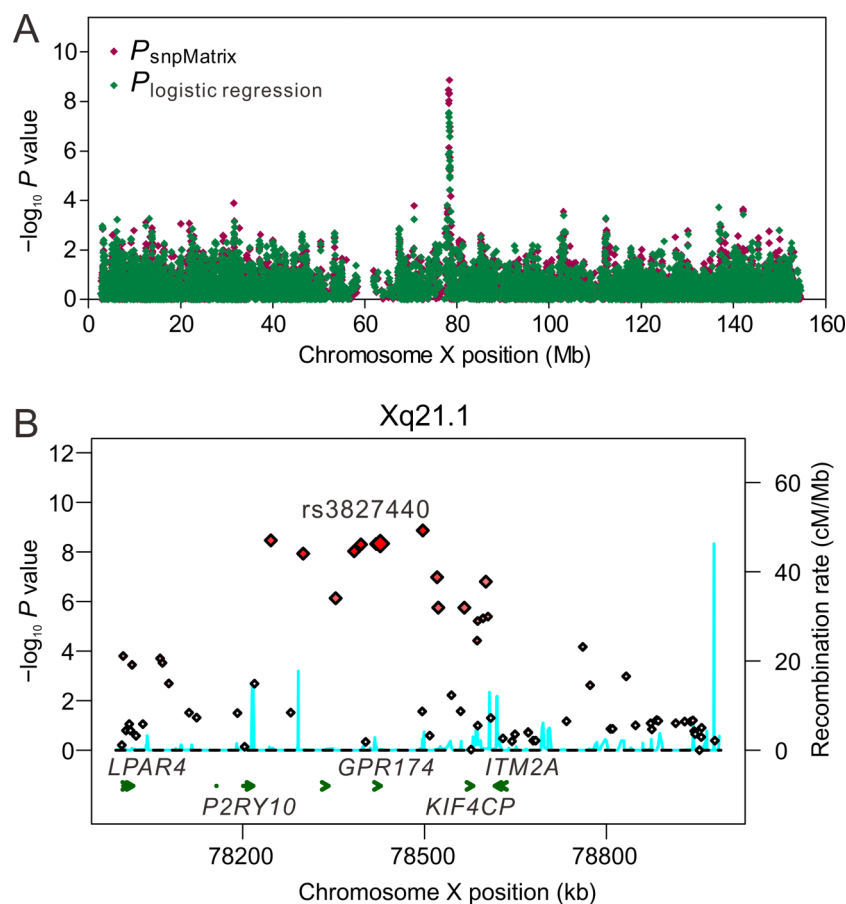 A
P snpMatrix
P logistic regression
10
8
6
4
2
0
−log10 P value
0 20 40 60 80 100 120 140 160
Chromosome X position (Mb)
B
Xq21.1
12
10
8
6
4
2
0
−log10 P value
rs3827440
60
40
20
0
Recombination rate (cM/Mb)
LPAR4 GPR174 ITM2A
P2RY10 KIF4CP
78200 78500 78800
Chromosome X position (kb)